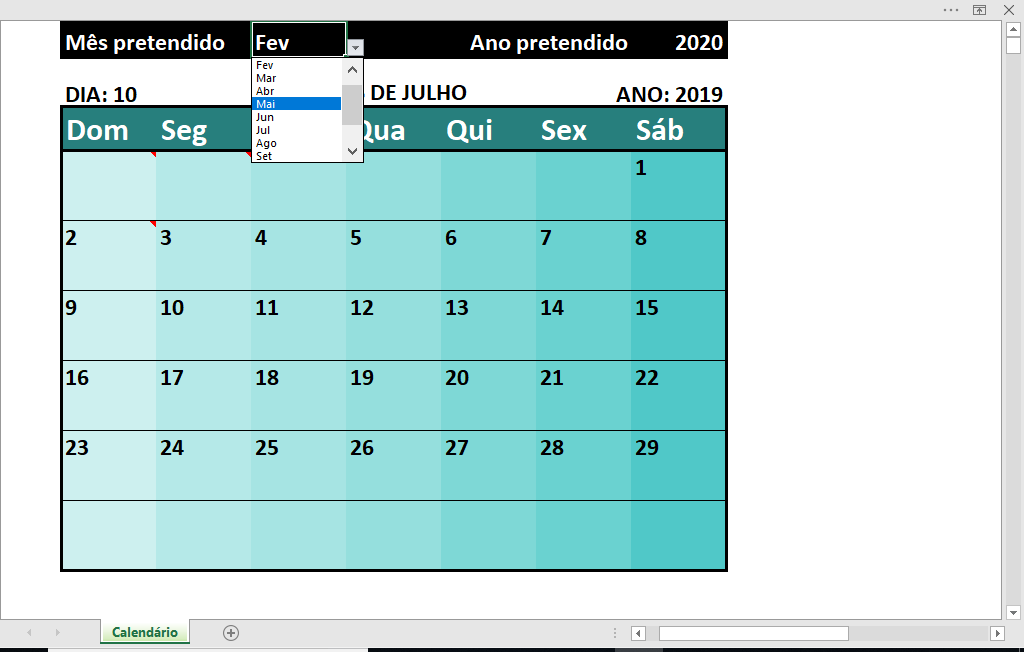 Mês pretendido Fev Ano pretendido 2020
Fev
Mar
Abr
Mai
Jun
Jul
Ago
Set
DIA: 10 DE JULHO ANO: 2019
Dom Seg Qua Qui Sex Sáb
1
2 3 4 5 6 7 8
9 10 11 12 13 14 15
16 17 18 19 20 21 22
23 24 25 26 27 28 29
Calendário